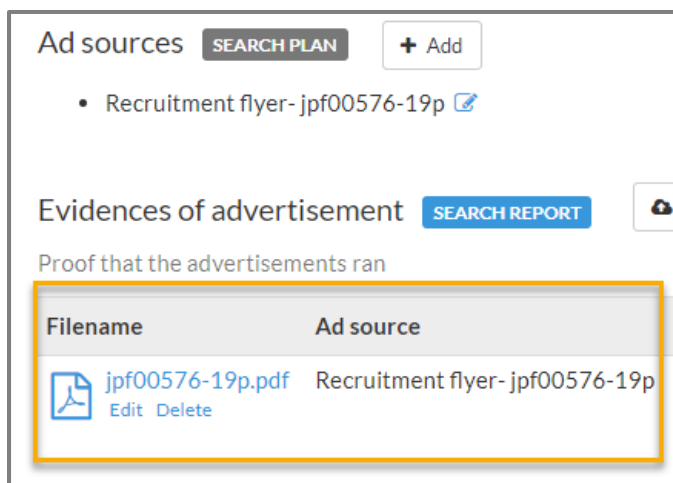 Ad sources SEARCH PLAN + Add
• Recruitment flyer- jpf00576-19p
Evidences of advertisement SEARCH REPORT
Proof that the advertisements ran
Filename Ad source
jpf00576-19p.pdf Recruitment flyer- jpf00576-19p
Edit Delete